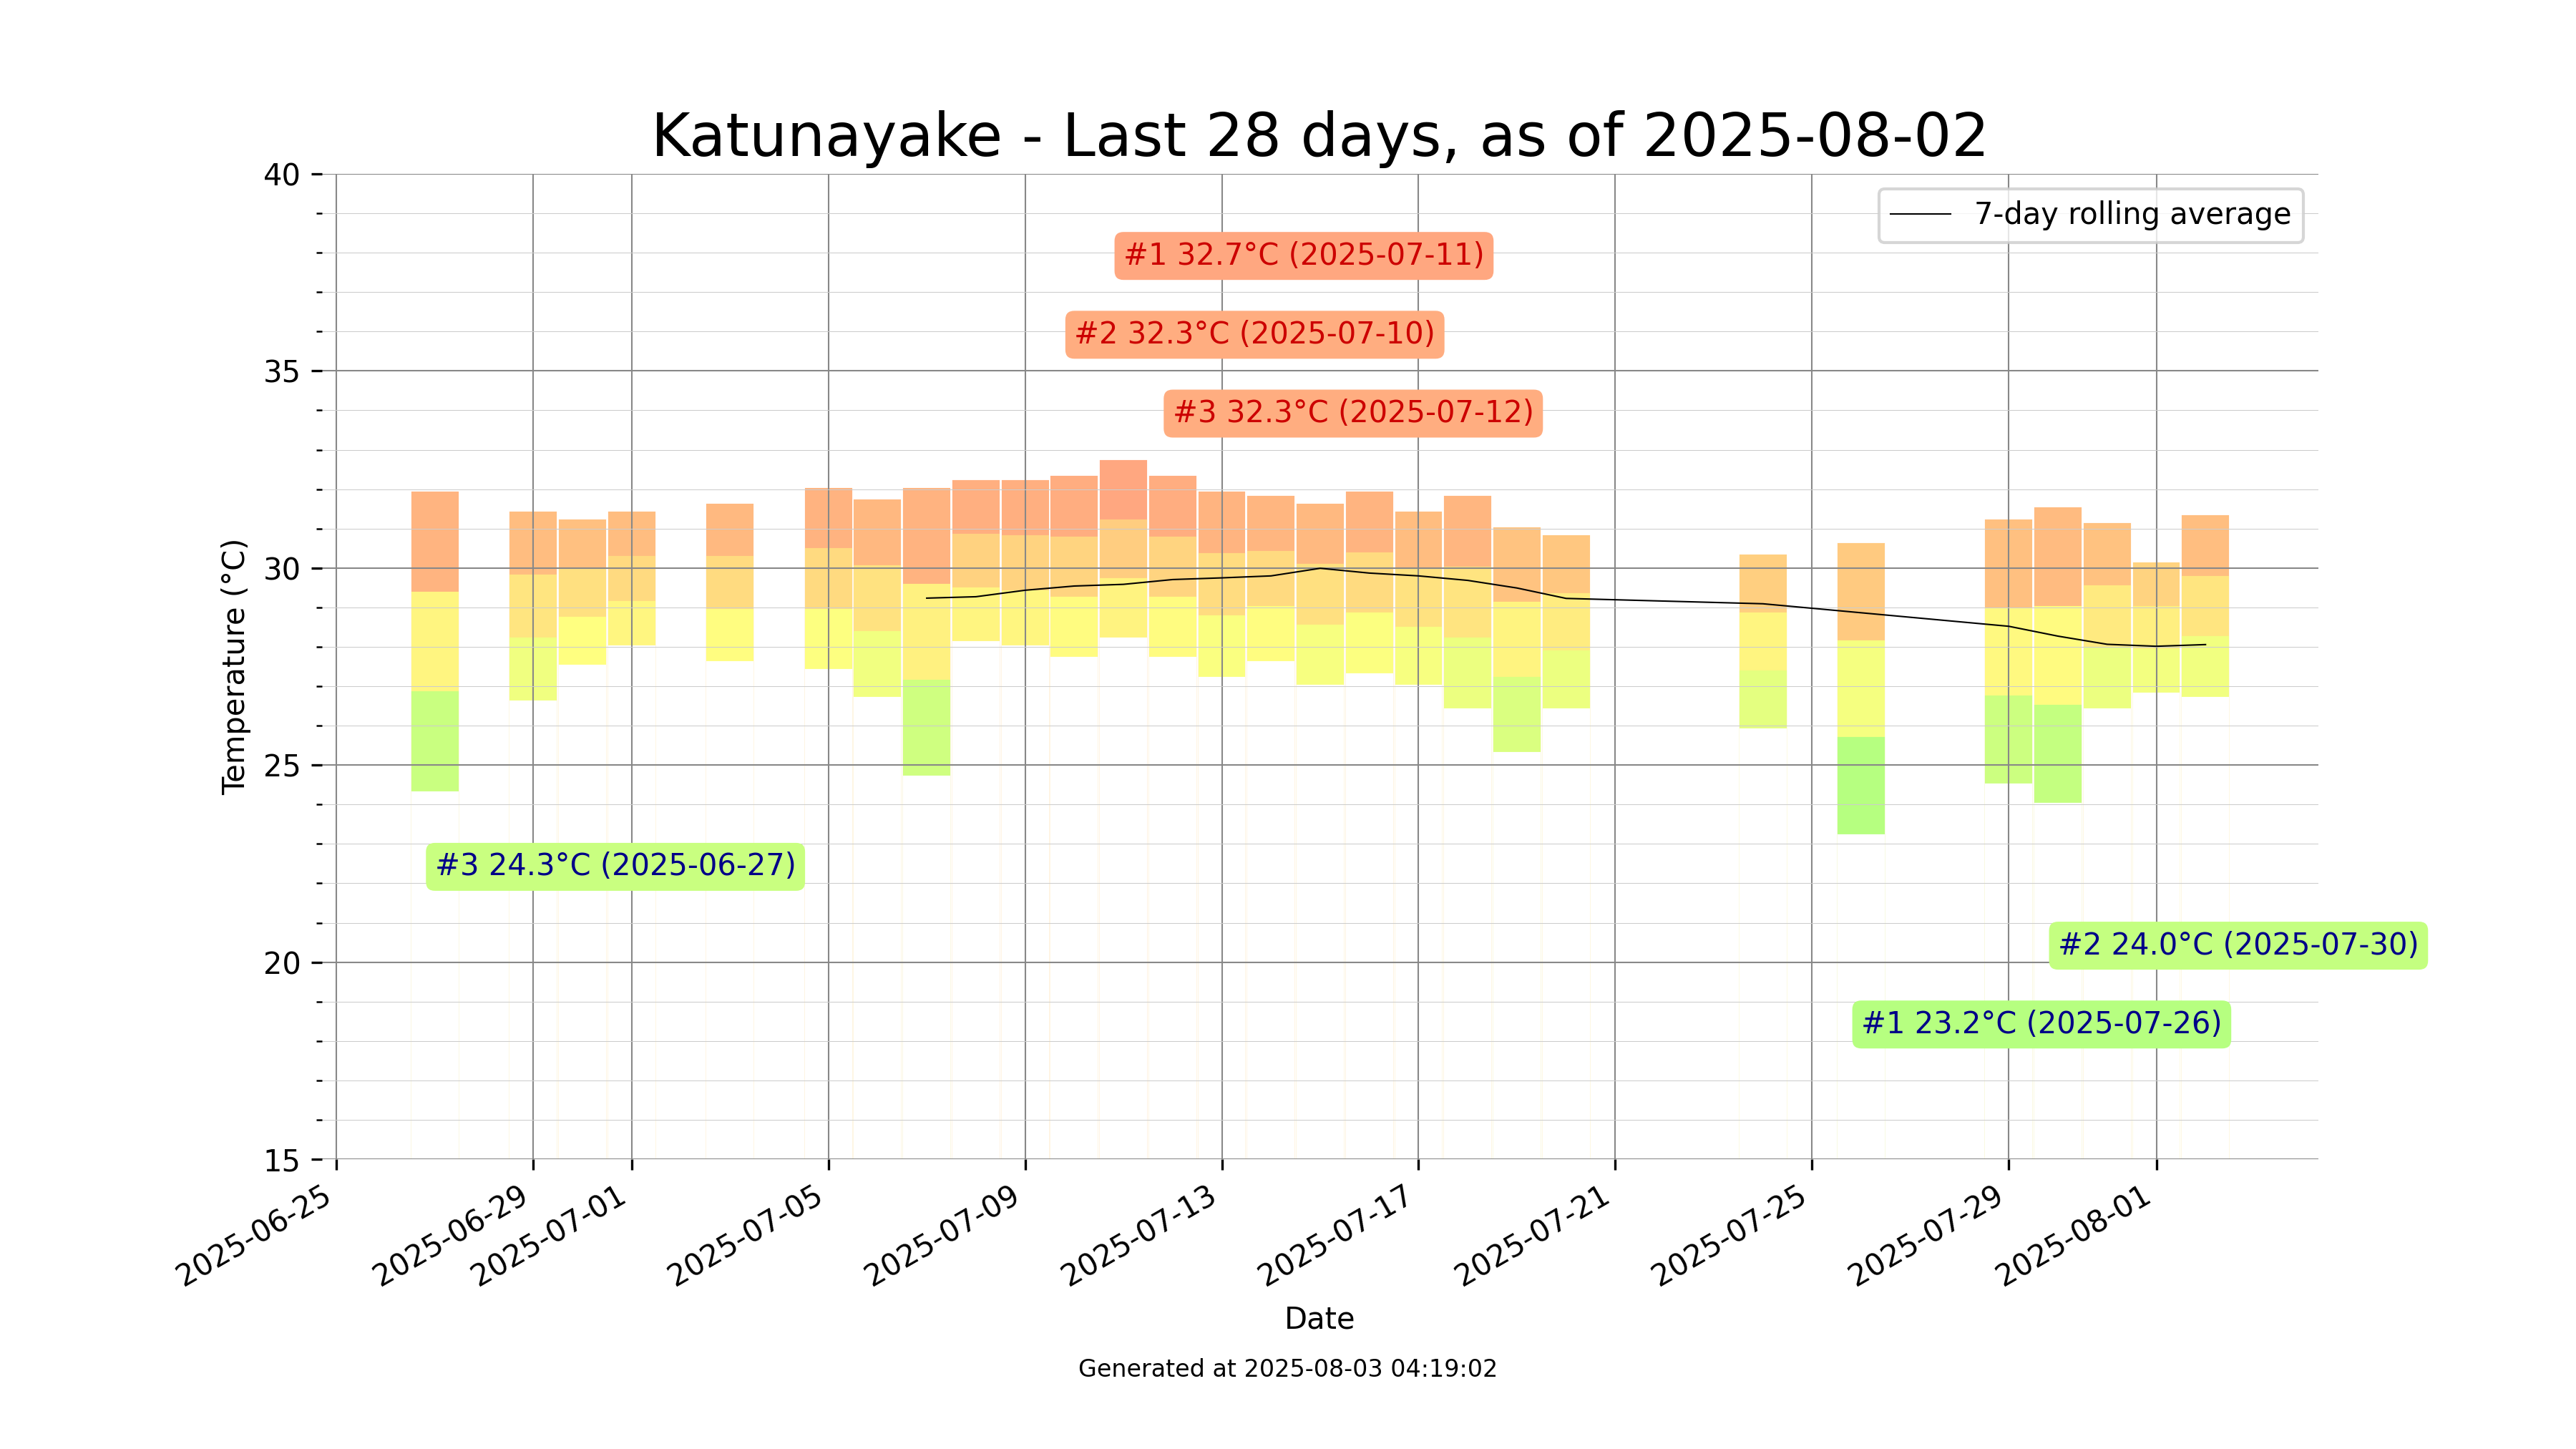 Katunayake - Last 28 days, as of 2025-08-02
7-day rolling average
#1 32.7°C (2025-07-11)
#2 32.3°C (2025-07-10)
#3 32.3°C (2025-07-12)
#3 24.3°C (2025-06-27)
#2 24.0°C (2025-07-30)
#1 23.2°C (2025-07-26)
Temperature (°C)
40
35
30
25
20
15
2025-06-25
2025-06-29
2025-07-01
2025-07-05
2025-07-09
2025-07-13
2025-07-17
2025-07-21
2025-07-25
2025-07-29
2025-08-01
Date
Generated at 2025-08-03 04:19:02